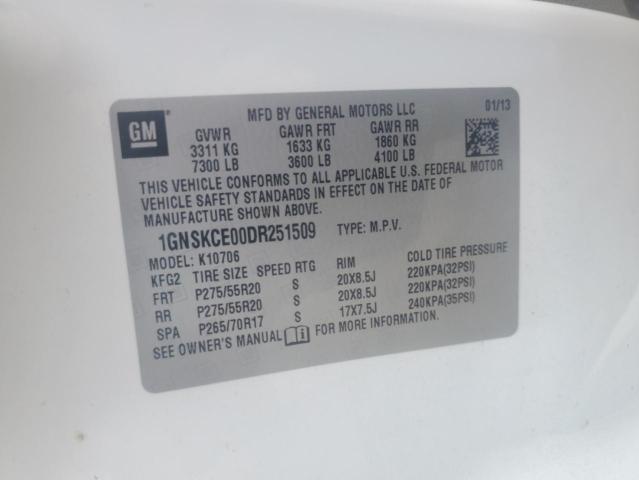 GM
MFD BY GENERAL MOTORS LLC 01/13
GVWR GAWR FRT GAWR RR
3311 KG 1633 KG 1860 KG
7300 LB 3600 LB 4100 LB
THIS VEHICLE CONFORMS TO ALL APPLICABLE U.S. FEDERAL MOTOR
VEHICLE SAFETY STANDARDS IN EFFECT ON THE DATE OF
MANUFACTURE SHOWN ABOVE.
1GNSKCE00DR251509 TYPE: M.P.V.
MODEL: K10706
KFG2 TIRE SIZE SPEED RTG RIM COLD TIRE PRESSURE
FRT P275/55R20 S 20X8.5J 220KPA(32PSI)
RR P275/55R20 S 20X8.5J 220KPA(32PSI)
SPA P265/70R17 S 17X7.5J 240KPA(35PSI)
SEE OWNER'S MANUAL FOR MORE INFORMATION